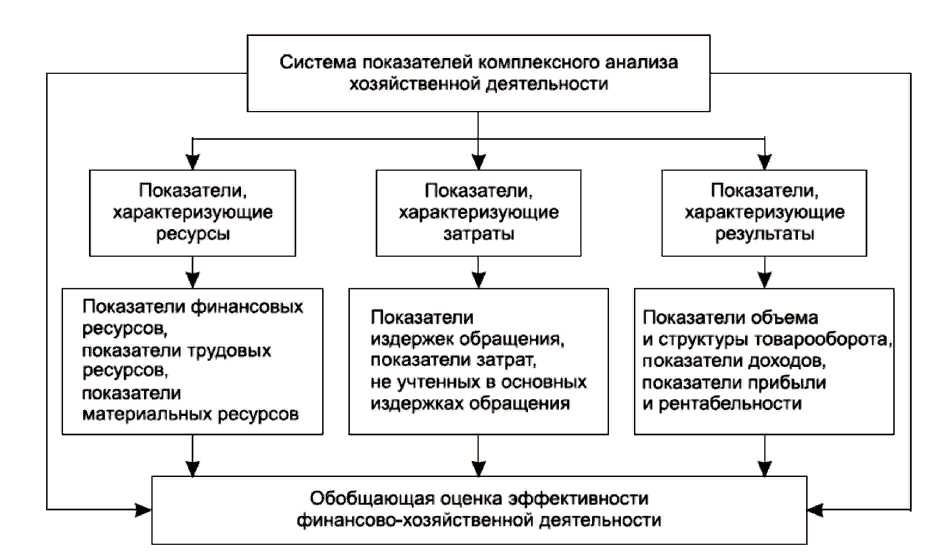 Система показателей комплексного анализа
хозяйственной деятельности
Показатели,
характеризующие
ресурсы
Показатели,
характеризующие
затраты
Показатели,
характеризующие
результаты
Показатели финансовых
ресурсов,
показатели трудовых
ресурсов,
показатели
материальных ресурсов
Показатели
издержек обращения,
показатели затрат,
не учтенных в основных
издержках обращения
Показатели объема
и структуры товарооборота,
показатели доходов,
показатели прибыли
и рентабельности
Обобщающая оценка эффективности
финансово-хозяйственной деятельности